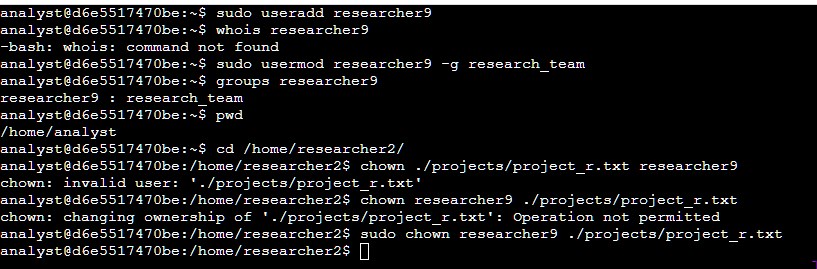 analyst@d6e5517470be:~$ sudo useradd researcher9
analyst@d6e5517470be:~$ whois researcher9
-bash: whois: command not found
analyst@d6e5517470be:~$ sudo usermod researcher9 -g research_team
analyst@d6e5517470be:~$ groups researcher9
researcher9 : research_team
analyst@d6e5517470be:~$ pwd
/home/analyst
analyst@d6e5517470be:~$ cd /home/researcher2/
analyst@d6e5517470be:/home/researcher2$ chown ./projects/project_r.txt researcher9
chown: invalid user: './projects/project_r.txt'
analyst@d6e5517470be:/home/researcher2$ chown researcher9 ./projects/project_r.txt
chown: changing ownership of './projects/project_r.txt': Operation not permitted
analyst@d6e5517470be:/home/researcher2$ sudo chown researcher9 ./projects/project_r.txt
analyst@d6e5517470be:/home/researcher2$